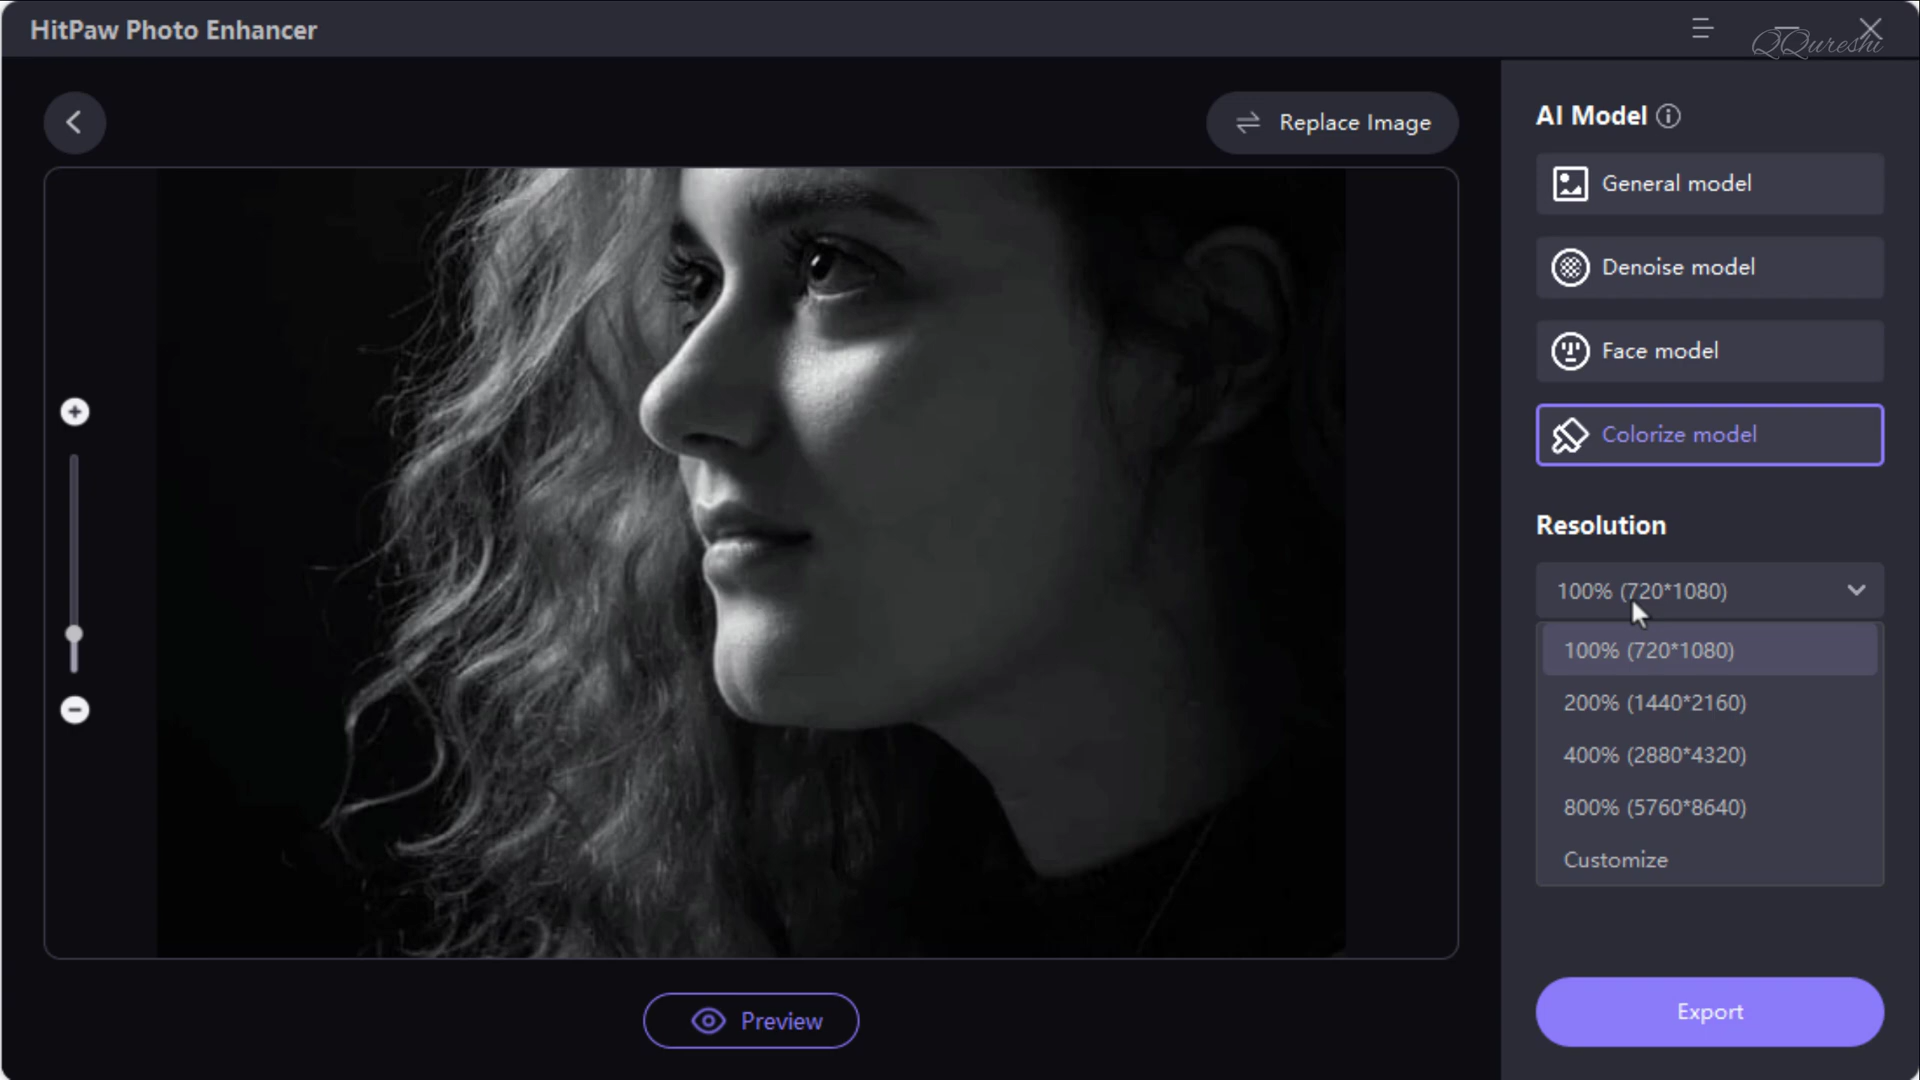 HitPaw Photo Enhancer
QQureshi
Replace Image
AI Model
General model
Denoise model
Face model
Colorize model
Resolution
100% (720*1080)
100% (720*1080)
200% (1440*2160)
400% (2880*4320)
800% (5760*8640)
Customize
Preview
Export